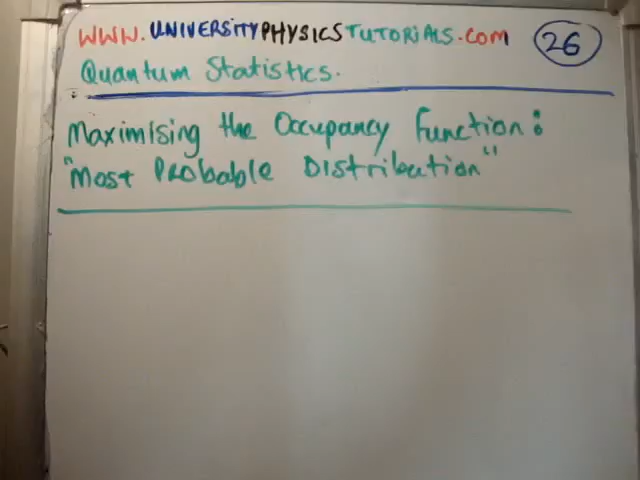 WWW.UNIVERSITYPHYSICSTUTORIALS.COM 26
Quantum Statistics.
Maximising the Occupancy Function:
"Most Probable Distribution"